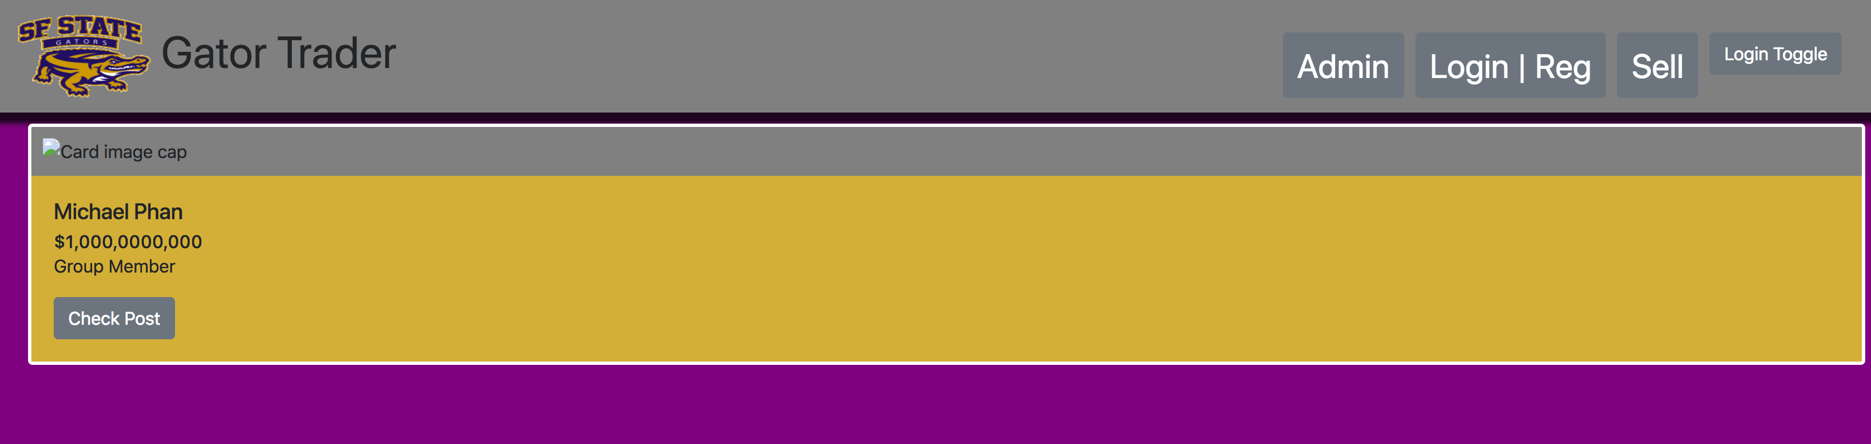 SF STATE
GATORS
Gator Trader
Admin
Login | Reg
Sell
Login Toggle
Card image cap
Michael Phan
$1,000,0000,000
Group Member
Check Post